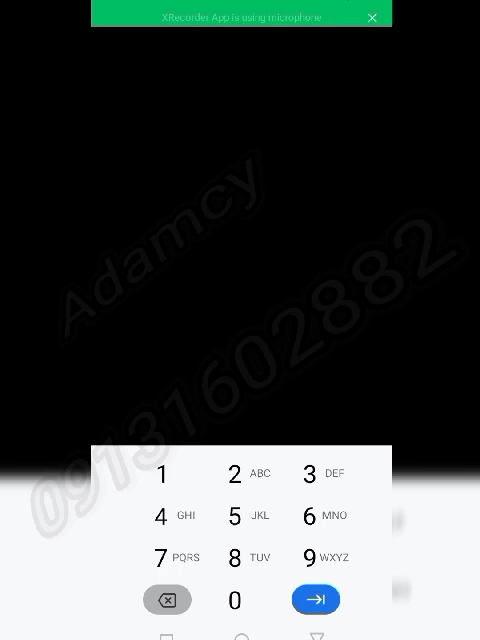 XRecorder App is using microphone
Adamcy
09131602882
1 2 ABC 3 DEF
4 GHI 5 JKL 6 MNO
7 PQRS 8 TUV 9 WXYZ
0